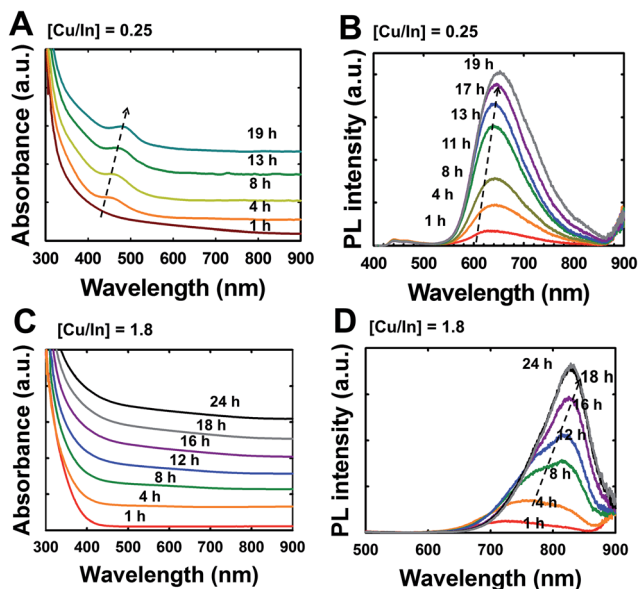 A
[Cu/In] = 0.25
Absorbance (a.u.)
19 h
13 h
8 h
4 h
1 h
300 400 500 600 700 800 900
Wavelength (nm)
B
[Cu/In] = 0.25
PL intensity (a.u.)
19 h
17 h
13 h
11 h
8 h
4 h
1 h
400 500 600 700 800 900
Wavelength (nm)
C
[Cu/In] = 1.8
Absorbance (a.u.)
24 h
18 h
16 h
12 h
8 h
4 h
1 h
300 400 500 600 700 800 900
Wavelength (nm)
D
[Cu/In] = 1.8
PL intensity (a.u.)
24 h
18 h
16 h
12 h
8 h
4 h
1 h
500 600 700 800 900
Wavelength (nm)